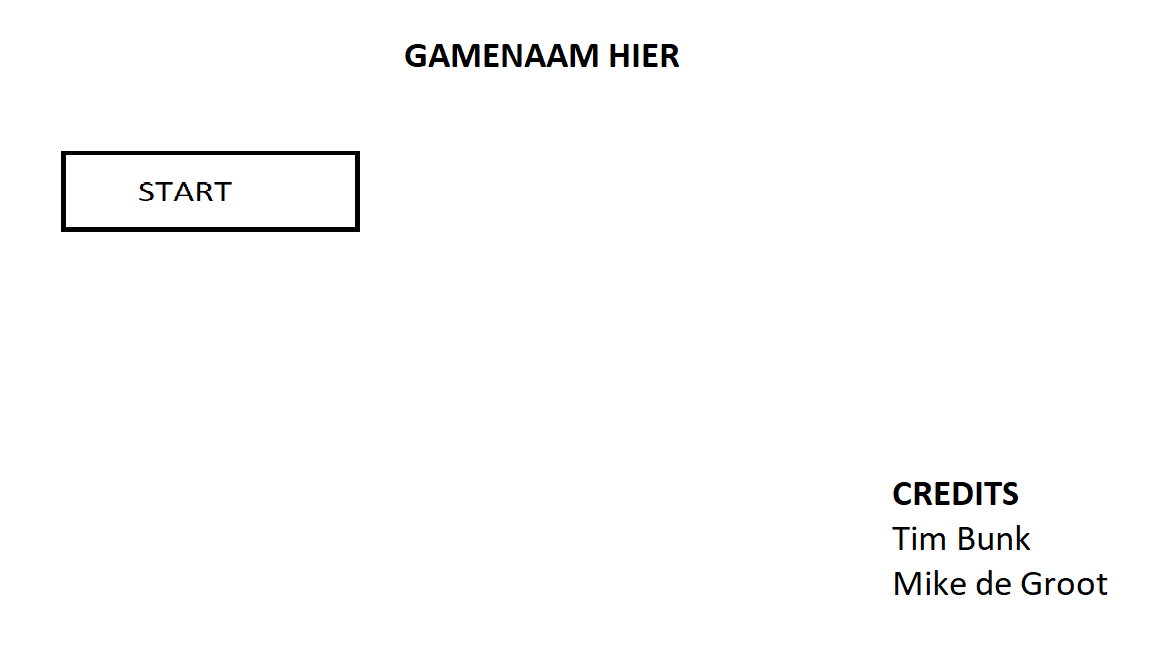 GAMENAAM HIER
START
CREDITS
Tim Bunk
Mike de Groot